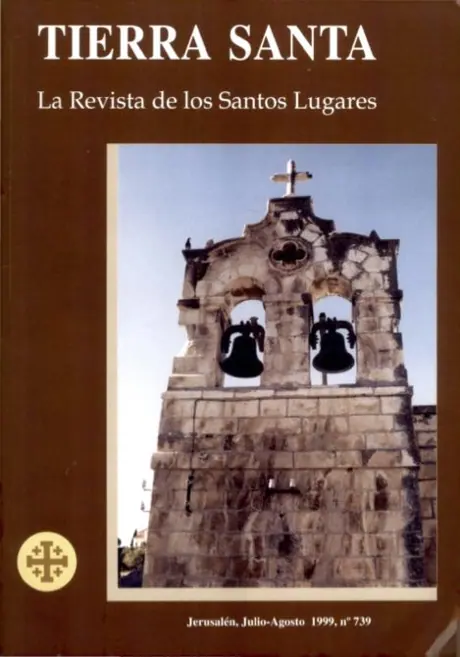 TIERRA SANTA
La Revista de los Santos Lugares
Jerusalén, Julio-Agosto 1999, nº 739